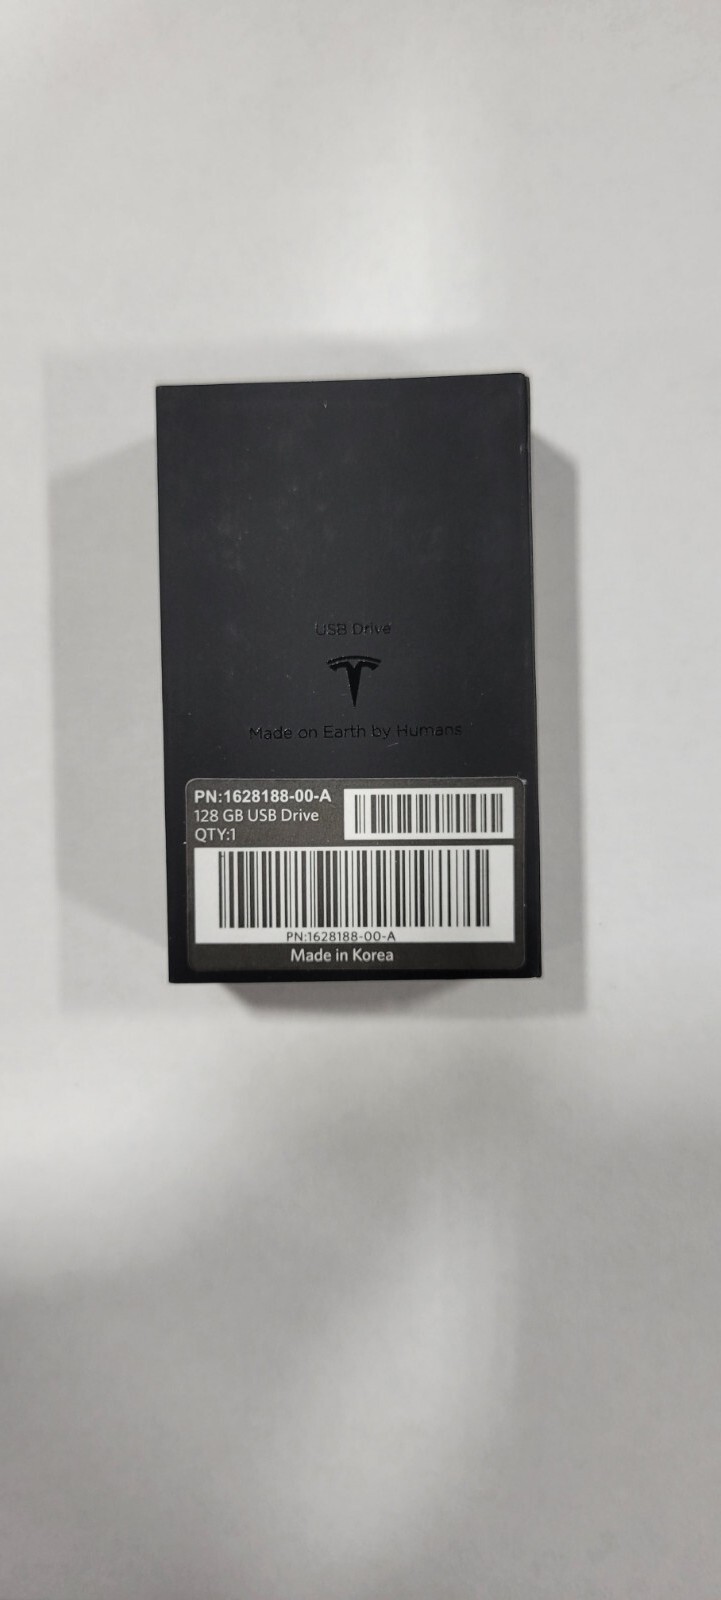 USB Drive
Made on Earth by Humans
PN:1628188-00-A
128 GB USB Drive
QTY:1
PN:1628188-00-A
Made in Korea